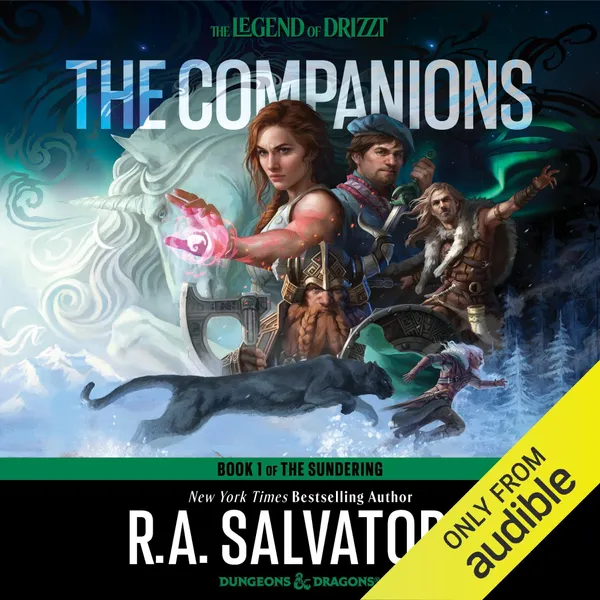 THE LEGEND OF DRIZZT
THE COMPANIONS
BOOK 1 OF THE SUNDERING
New York Times Bestselling Author
R.A. SALVATOR
DUNGEONS & DRAGONS
ONLY FROM
audible